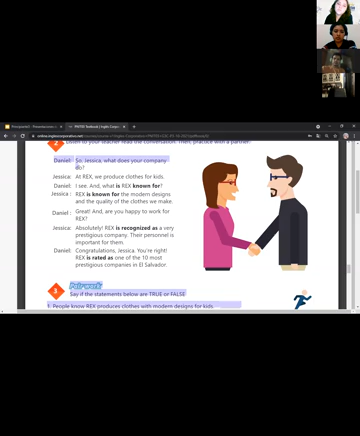 Listen to your teacher read the conversation. Then, practice with a partner.
Daniel: So, Jessica, what does your company
do?
Jessica: At REX, we produce clothes for kids.
Daniel: I see. And, what is REX known for?
Jessica : REX is known for the modern designs
and the quality of the clothes we make.
Daniel : Great! And, are you happy to work for
REX?
Jessica: Absolutely! REX is recognized as a very
prestigious company. Their personnel is
important for them.
Daniel: Congratulations, Jessica. You're right!
REX is rated as one of the 10 most
prestigious companies in El Salvador.
3 Pair work!
Say if the statements below are TRUE or FALSE
1. People know REX produces clothes with modern designs for kids.